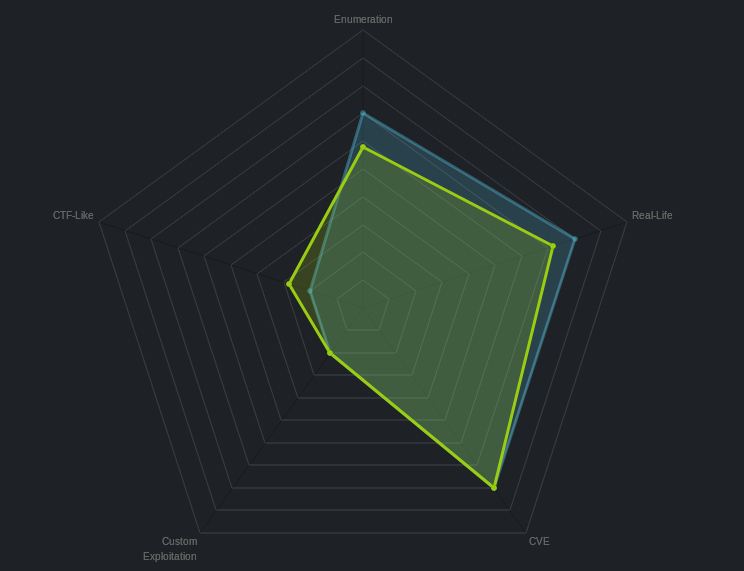 Enumeration
CTF-Like
Real-Life
Custom
Exploitation
CVE